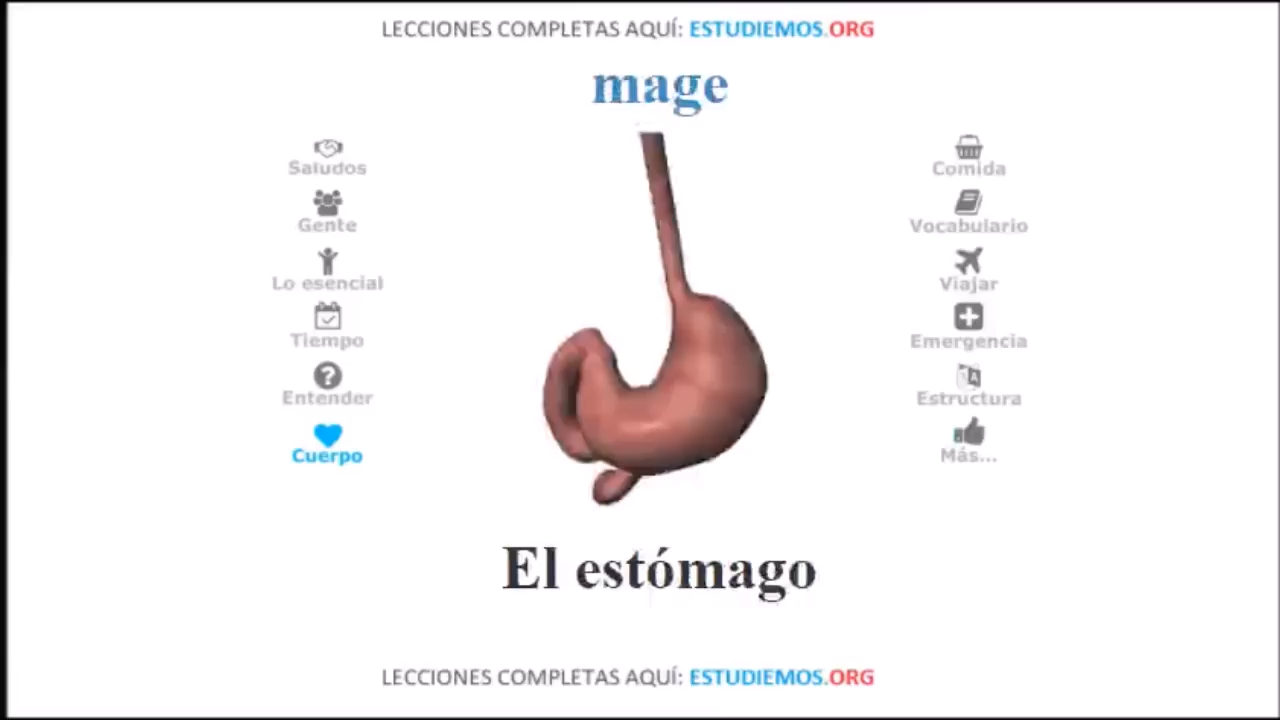 LECCIONES COMPLETAS AQUÍ: ESTUDIEMOS.ORG
mage
Saludos
Gente
Lo esencial
Tiempo
Entender
Cuerpo
Comida
Vocabulario
Viajar
Emergencia
Estructura
Más...
El estómago
LECCIONES COMPLETAS AQUÍ: ESTUDIEMOS.ORG